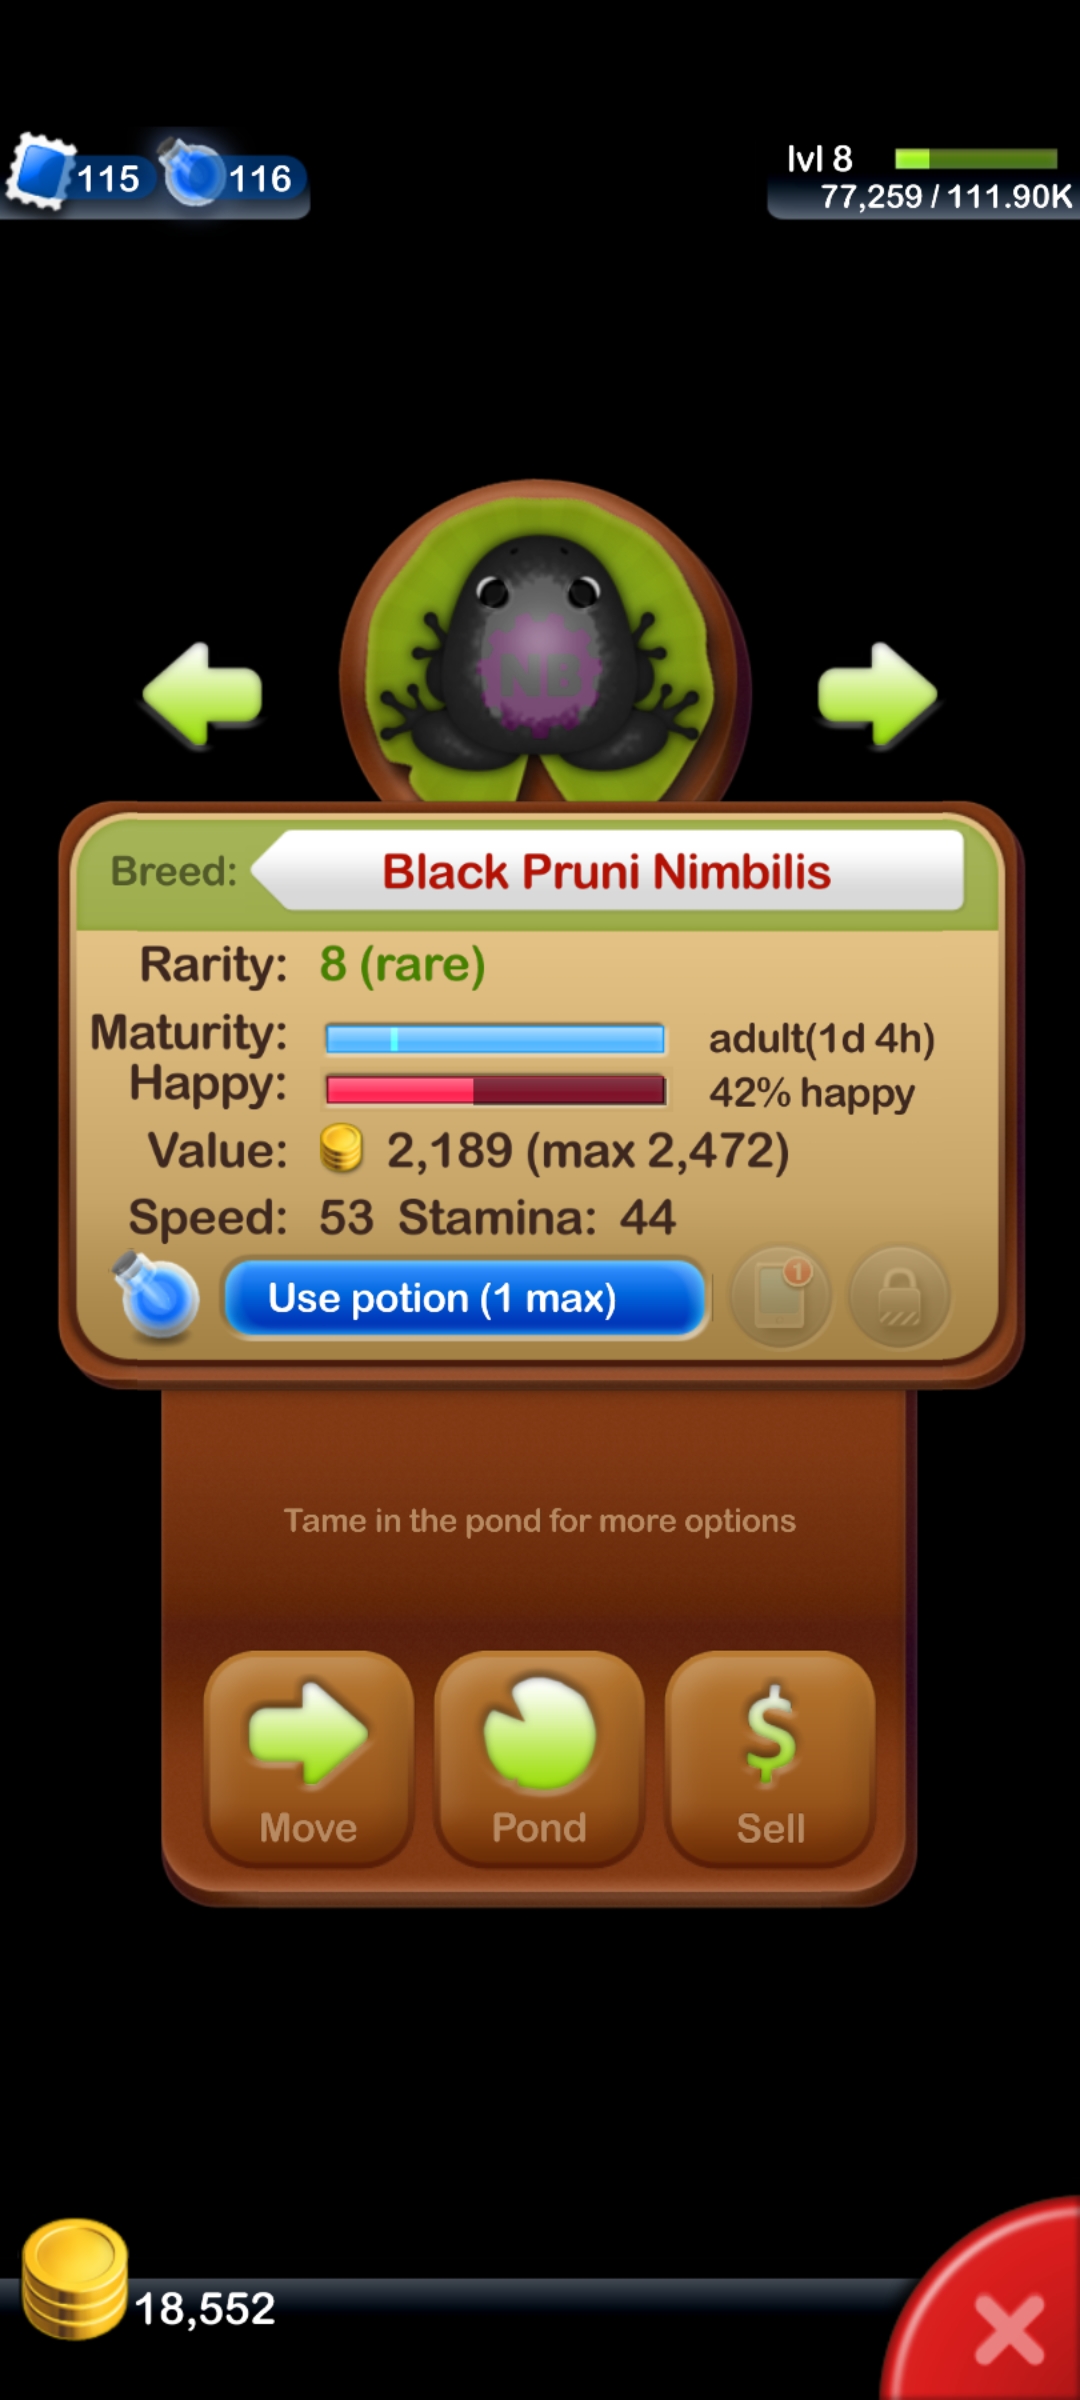 115 116
lvl 8
77,259 / 111.90K
NB
Breed: Black Pruni Nimbilis
Rarity: 8 (rare)
Maturity: adult(1d 4h)
Happy: 42% happy
Value: 2,189 (max 2,472)
Speed: 53 Stamina: 44
Use potion (1 max) 1
Tame in the pond for more options
$
Move Pond Sell
18,552